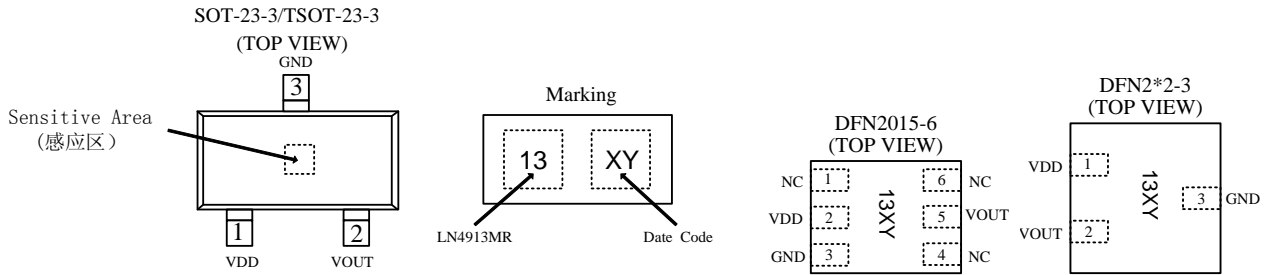 SOT-23-3/TSOT-23-3
(TOP VIEW)
GND
3
Sensitive Area
(感应区)
1
2
VDD
VOUT
Marking
13
XY
LN4913MR
Date Code
DFN2015-6
(TOP VIEW)
NC 1
6 NC
VDD 2
5 VOUT
GND 3
4 NC
13XY
DFN2*2-3
(TOP VIEW)
VDD 1
3 GND
VOUT 2
13XY